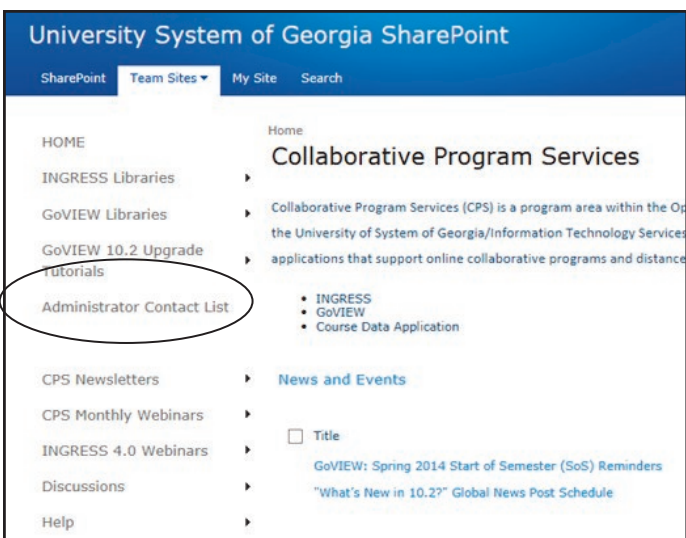 University System of Georgia SharePoint
SharePoint Team Sites My Site Search
HOME
INGRESS Libraries
GoVIEW Libraries
GoVIEW 10.2 Upgrade
Tutorials
Administrator Contact List
CPS Newsletters
CPS Monthly Webinars
INGRESS 4.0 Webinars
Discussions
Help
Home
Collaborative Program Services
Collaborative Program Services (CPS) is a program area within the Op
the University of System of Georgia/Information Technology Services
applications that support online collaborative programs and distance
• INGRESS
• GoVIEW
• Course Data Application
News and Events
Title
GoVIEW: Spring 2014 Start of Semester (SoS) Reminders
"What's New in 10.2?" Global News Post Schedule